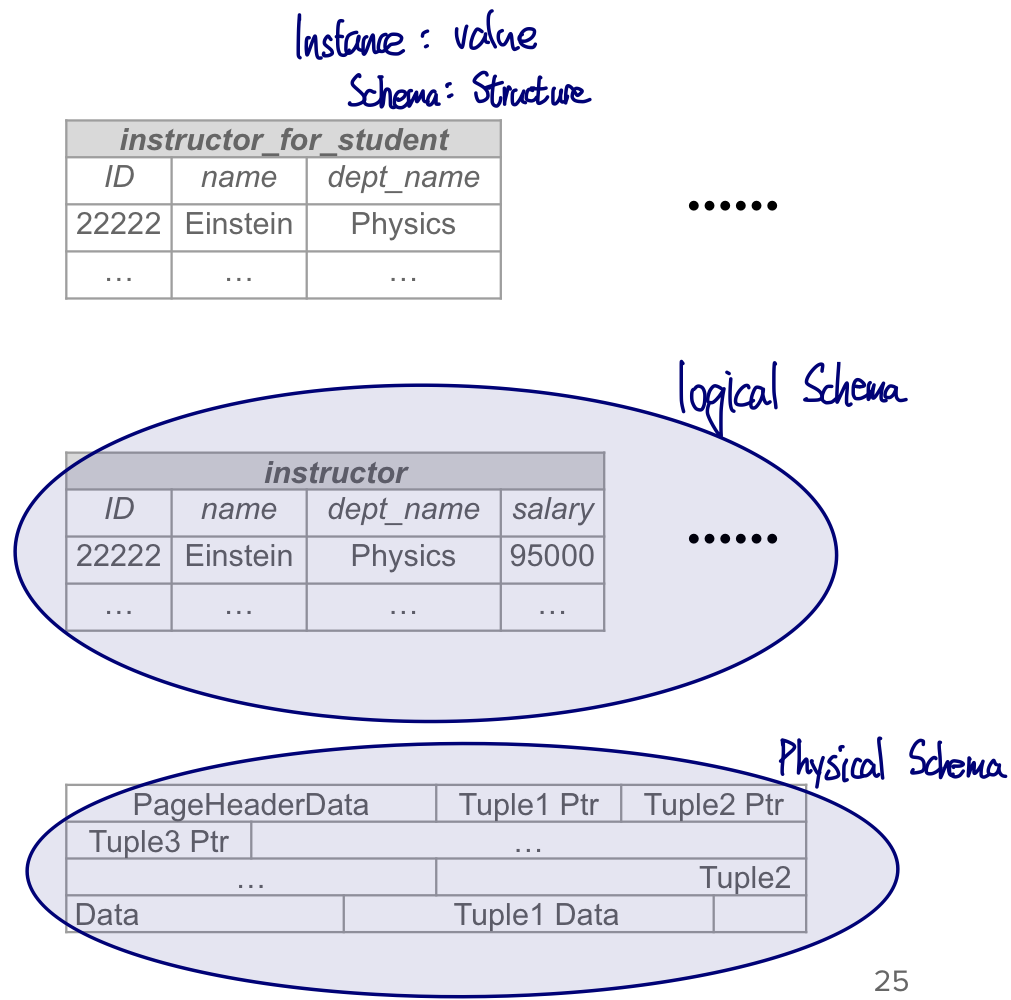 Instance : value
Schema : Structure
instructor_for_student
ID name dept_name
22222 Einstein Physics
… … …
......
logical Schema
instructor
ID name dept_name salary
22222 Einstein Physics 95000
… … … …
......
Physical Schema
PageHeaderData Tuple1 Ptr Tuple2 Ptr
Tuple3 Ptr …
… Tuple2
Data Tuple1 Data
25